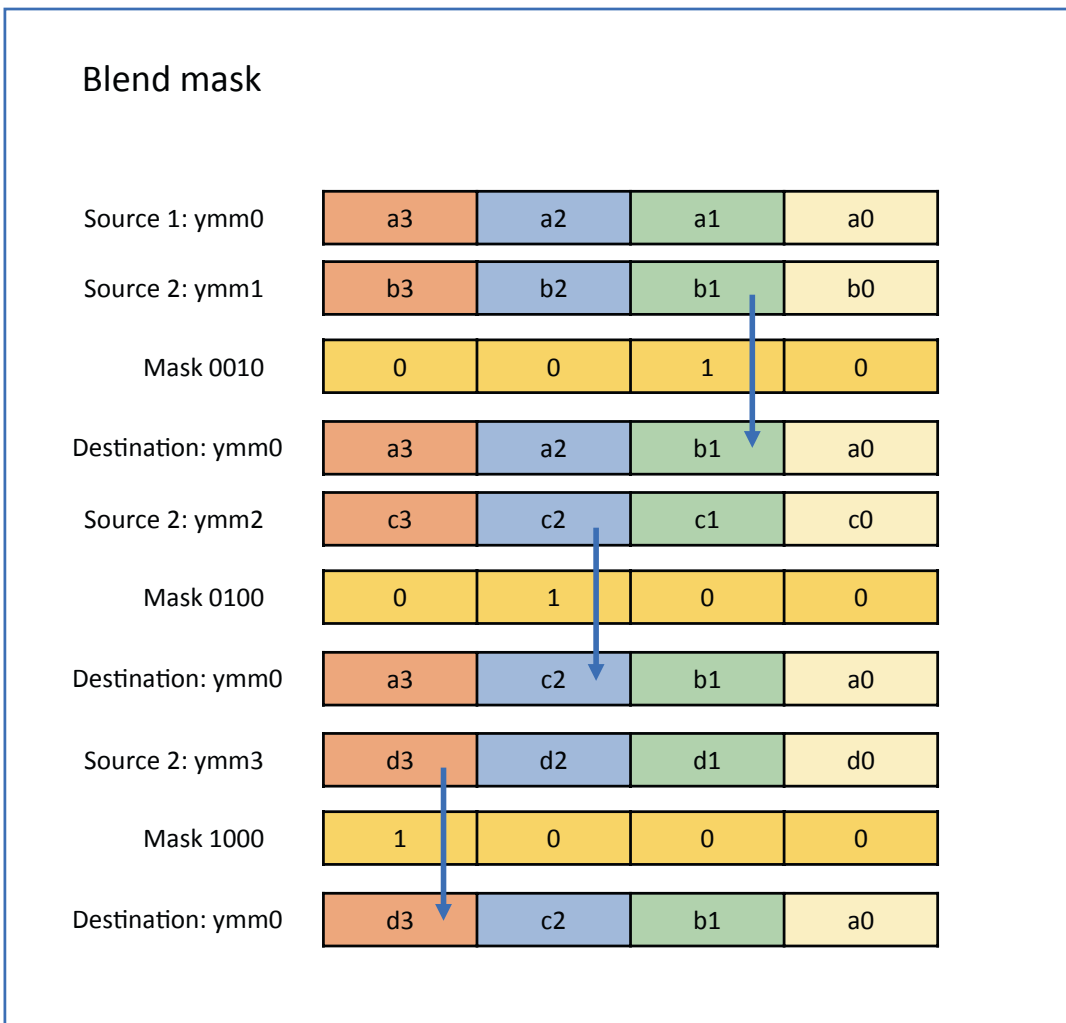 Blend mask
Source 1: ymm0 a3 a2 a1 a0
Source 2: ymm1 b3 b2 b1 b0
Mask 0010 0 0 1 0
Destination: ymm0 a3 a2 b1 a0
Source 2: ymm2 c3 c2 c1 c0
Mask 0100 0 1 0 0
Destination: ymm0 a3 c2 b1 a0
Source 2: ymm3 d3 d2 d1 d0
Mask 1000 1 0 0 0
Destination: ymm0 d3 c2 b1 a0